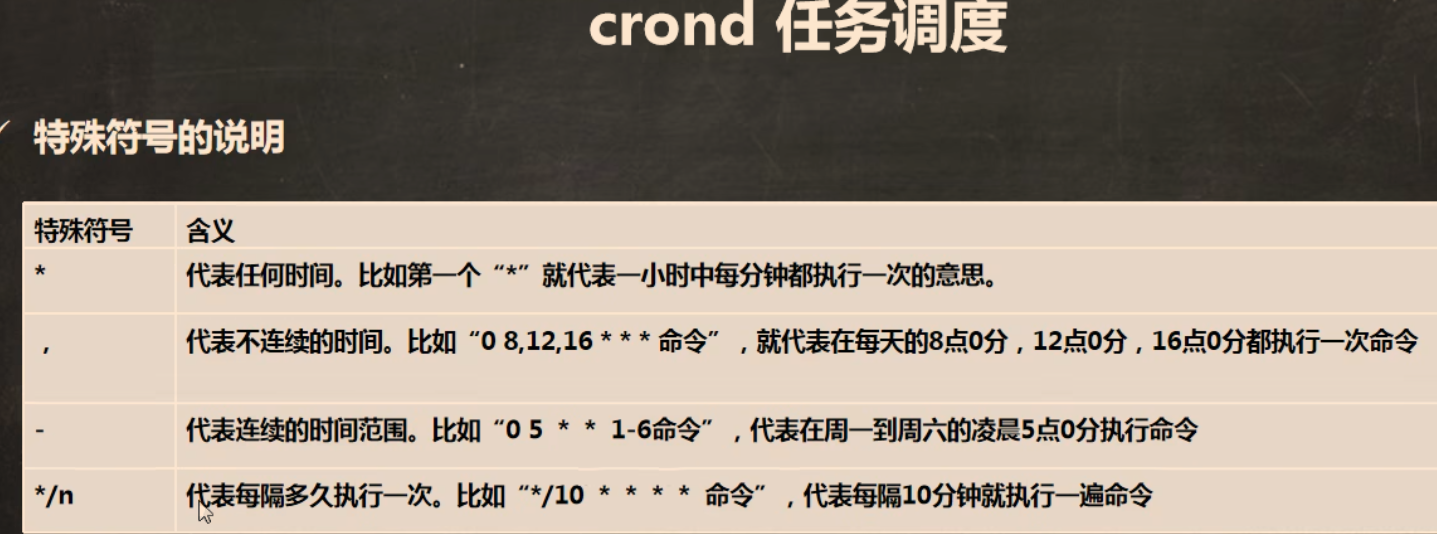 crond 任务调度
特殊符号的说明
特殊符号 含义
* 代表任何时间。比如第一个“*”就代表一小时中每分钟都执行一次的意思。
, 代表不连续的时间。比如“0 8,12,16 * * * 命令”，就代表在每天的8点0分，12点0分，16点0分都执行一次命令
- 代表连续的时间范围。比如“0 5 * * 1-6命令”，代表在周一到周六的凌晨5点0分执行命令
*/n 代表每隔多久执行一次。比如“*/10 * * * * 命令”，代表每隔10分钟就执行一遍命令